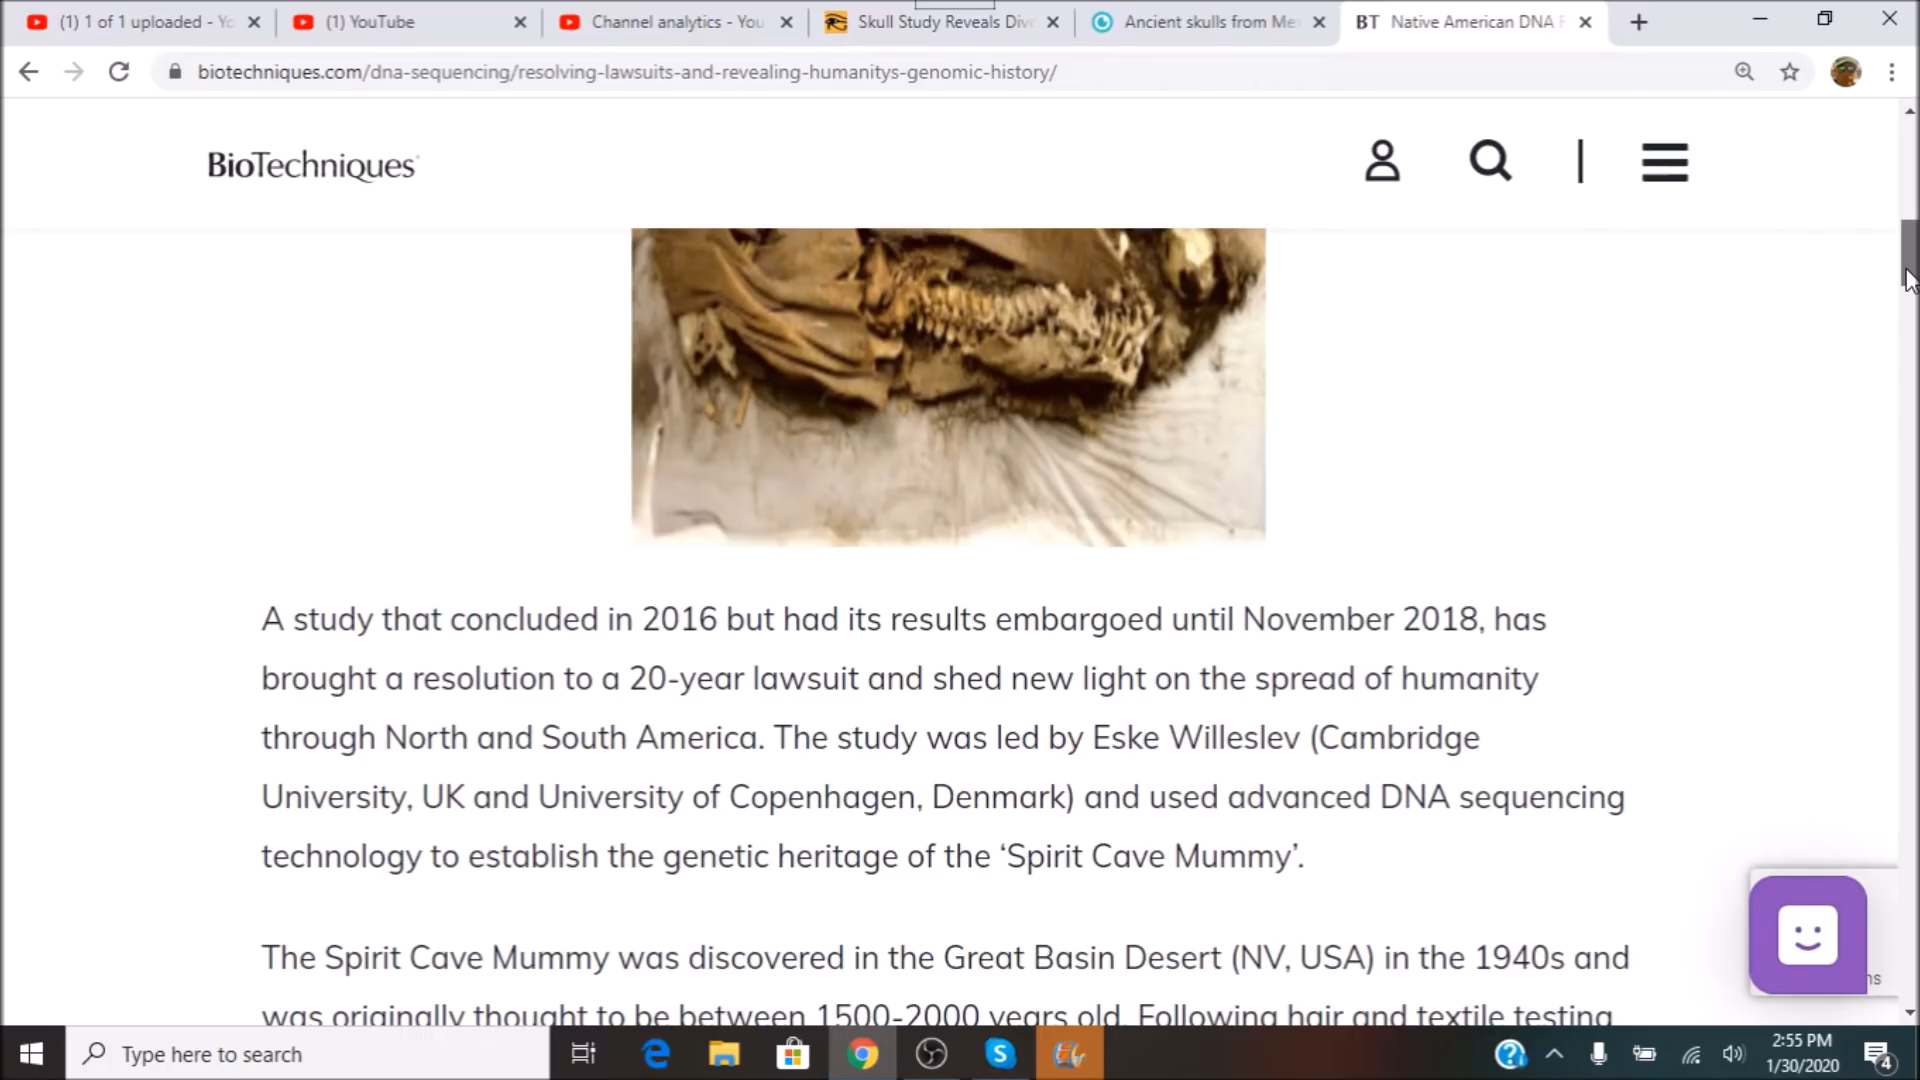 (1) 1 of 1 uploaded - Yo
(1) YouTube
Channel analytics - You
Skull Study Reveals Dive
Ancient skulls from Me
BT Native American DNA F
biotechniques.com/dna-sequencing/resolving-lawsuits-and-revealing-humanitys-genomic-history/
BioTechniques
A study that concluded in 2016 but had its results embargoed until November 2018, has
brought a resolution to a 20-year lawsuit and shed new light on the spread of humanity
through North and South America. The study was led by Eske Willeslev (Cambridge
University, UK and University of Copenhagen, Denmark) and used advanced DNA sequencing
technology to establish the genetic heritage of the ‘Spirit Cave Mummy’.
The Spirit Cave Mummy was discovered in the Great Basin Desert (NV, USA) in the 1940s and
was originally thought to be between 1500-2000 years old. Following hair and textile testing
ns
Type here to search
2:55 PM
1/30/2020
4